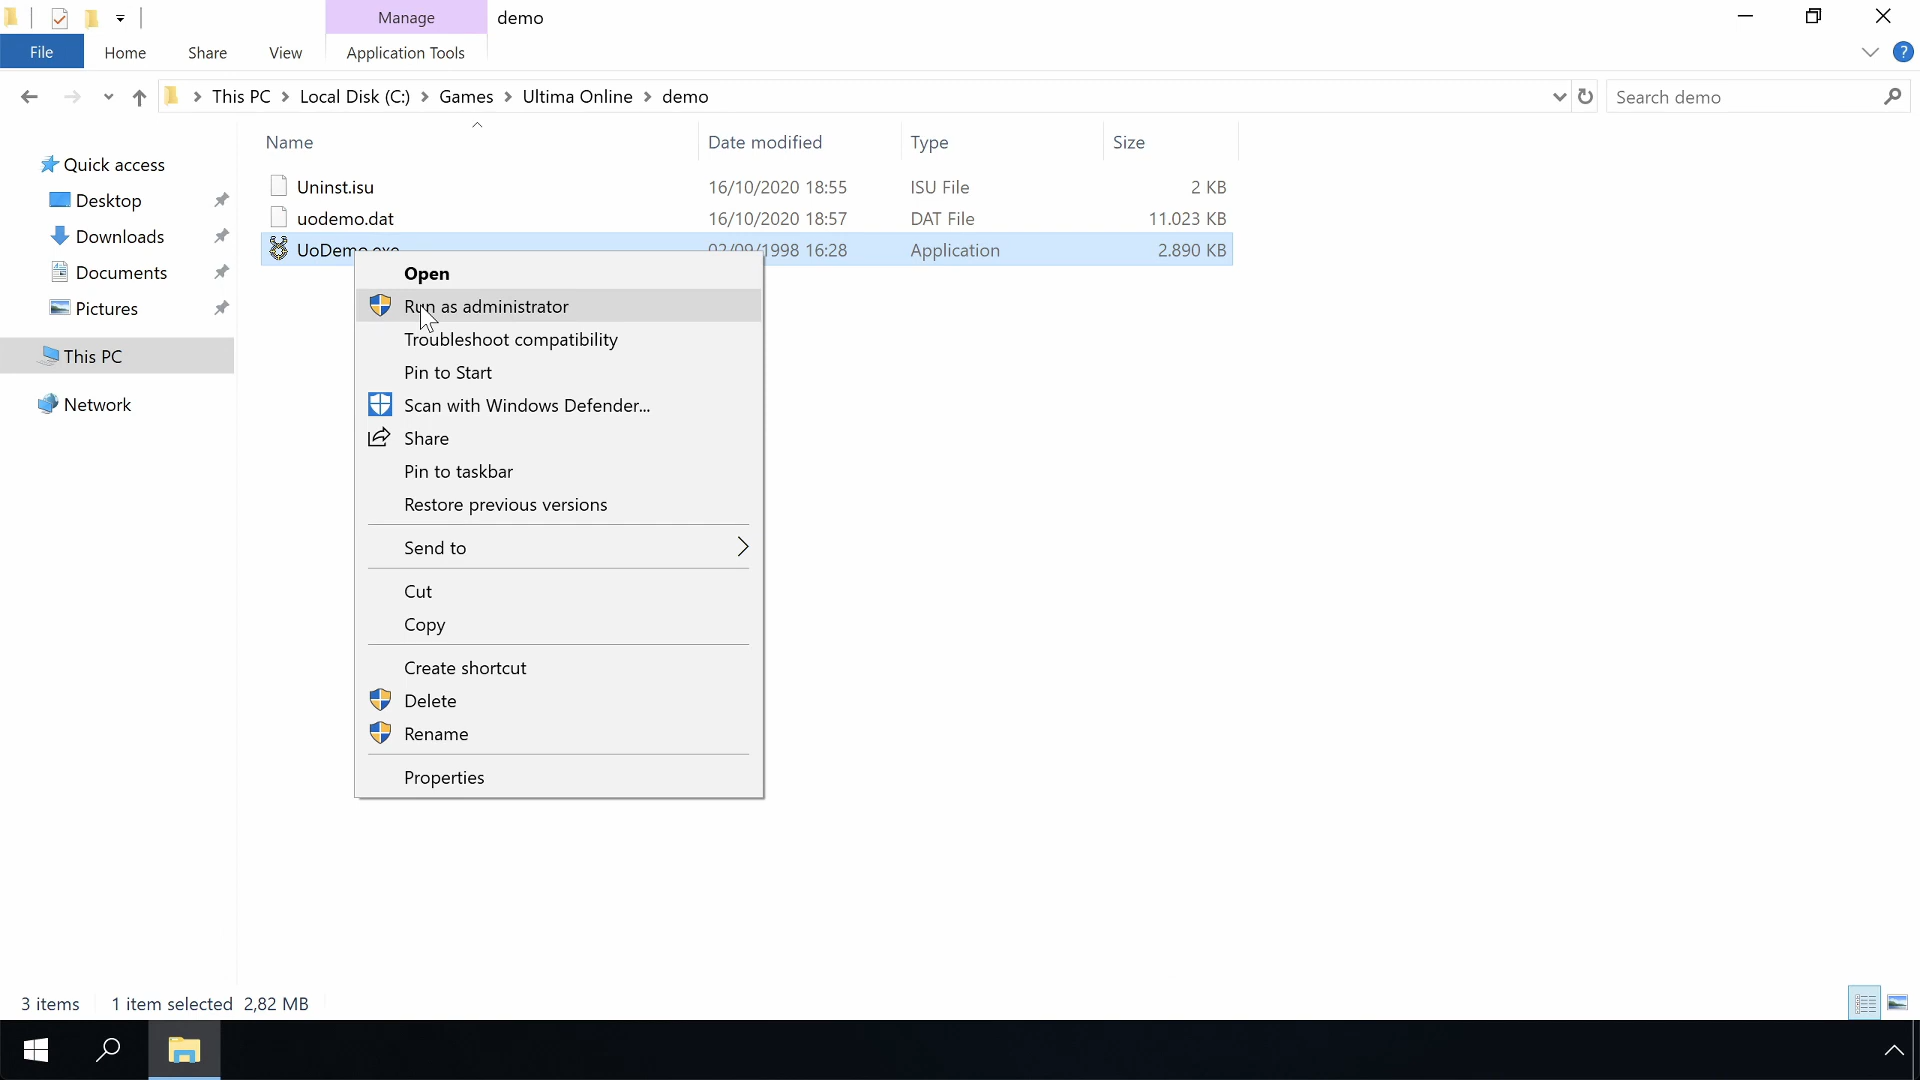 Manage
demo
File
Home
Share
View
Application Tools
This PC
Local Disk (C:)
Games
Ultima Online
demo
Search demo
Name
Date modified
Type
Size
Quick access
Desktop
Downloads
Documents
Pictures
This PC
Network
Uninst.isu 16/10/2020 18:55 ISU File 2 KB
uodemo.dat 16/10/2020 18:57 DAT File 11.023 KB
UoDemo.exe 02/09/1998 16:28 Application 2.890 KB
Open
Run as administrator
Troubleshoot compatibility
Pin to Start
Scan with Windows Defender...
Share
Pin to taskbar
Restore previous versions
Send to
Cut
Copy
Create shortcut
Delete
Rename
Properties
3 items 1 item selected 2,82 MB